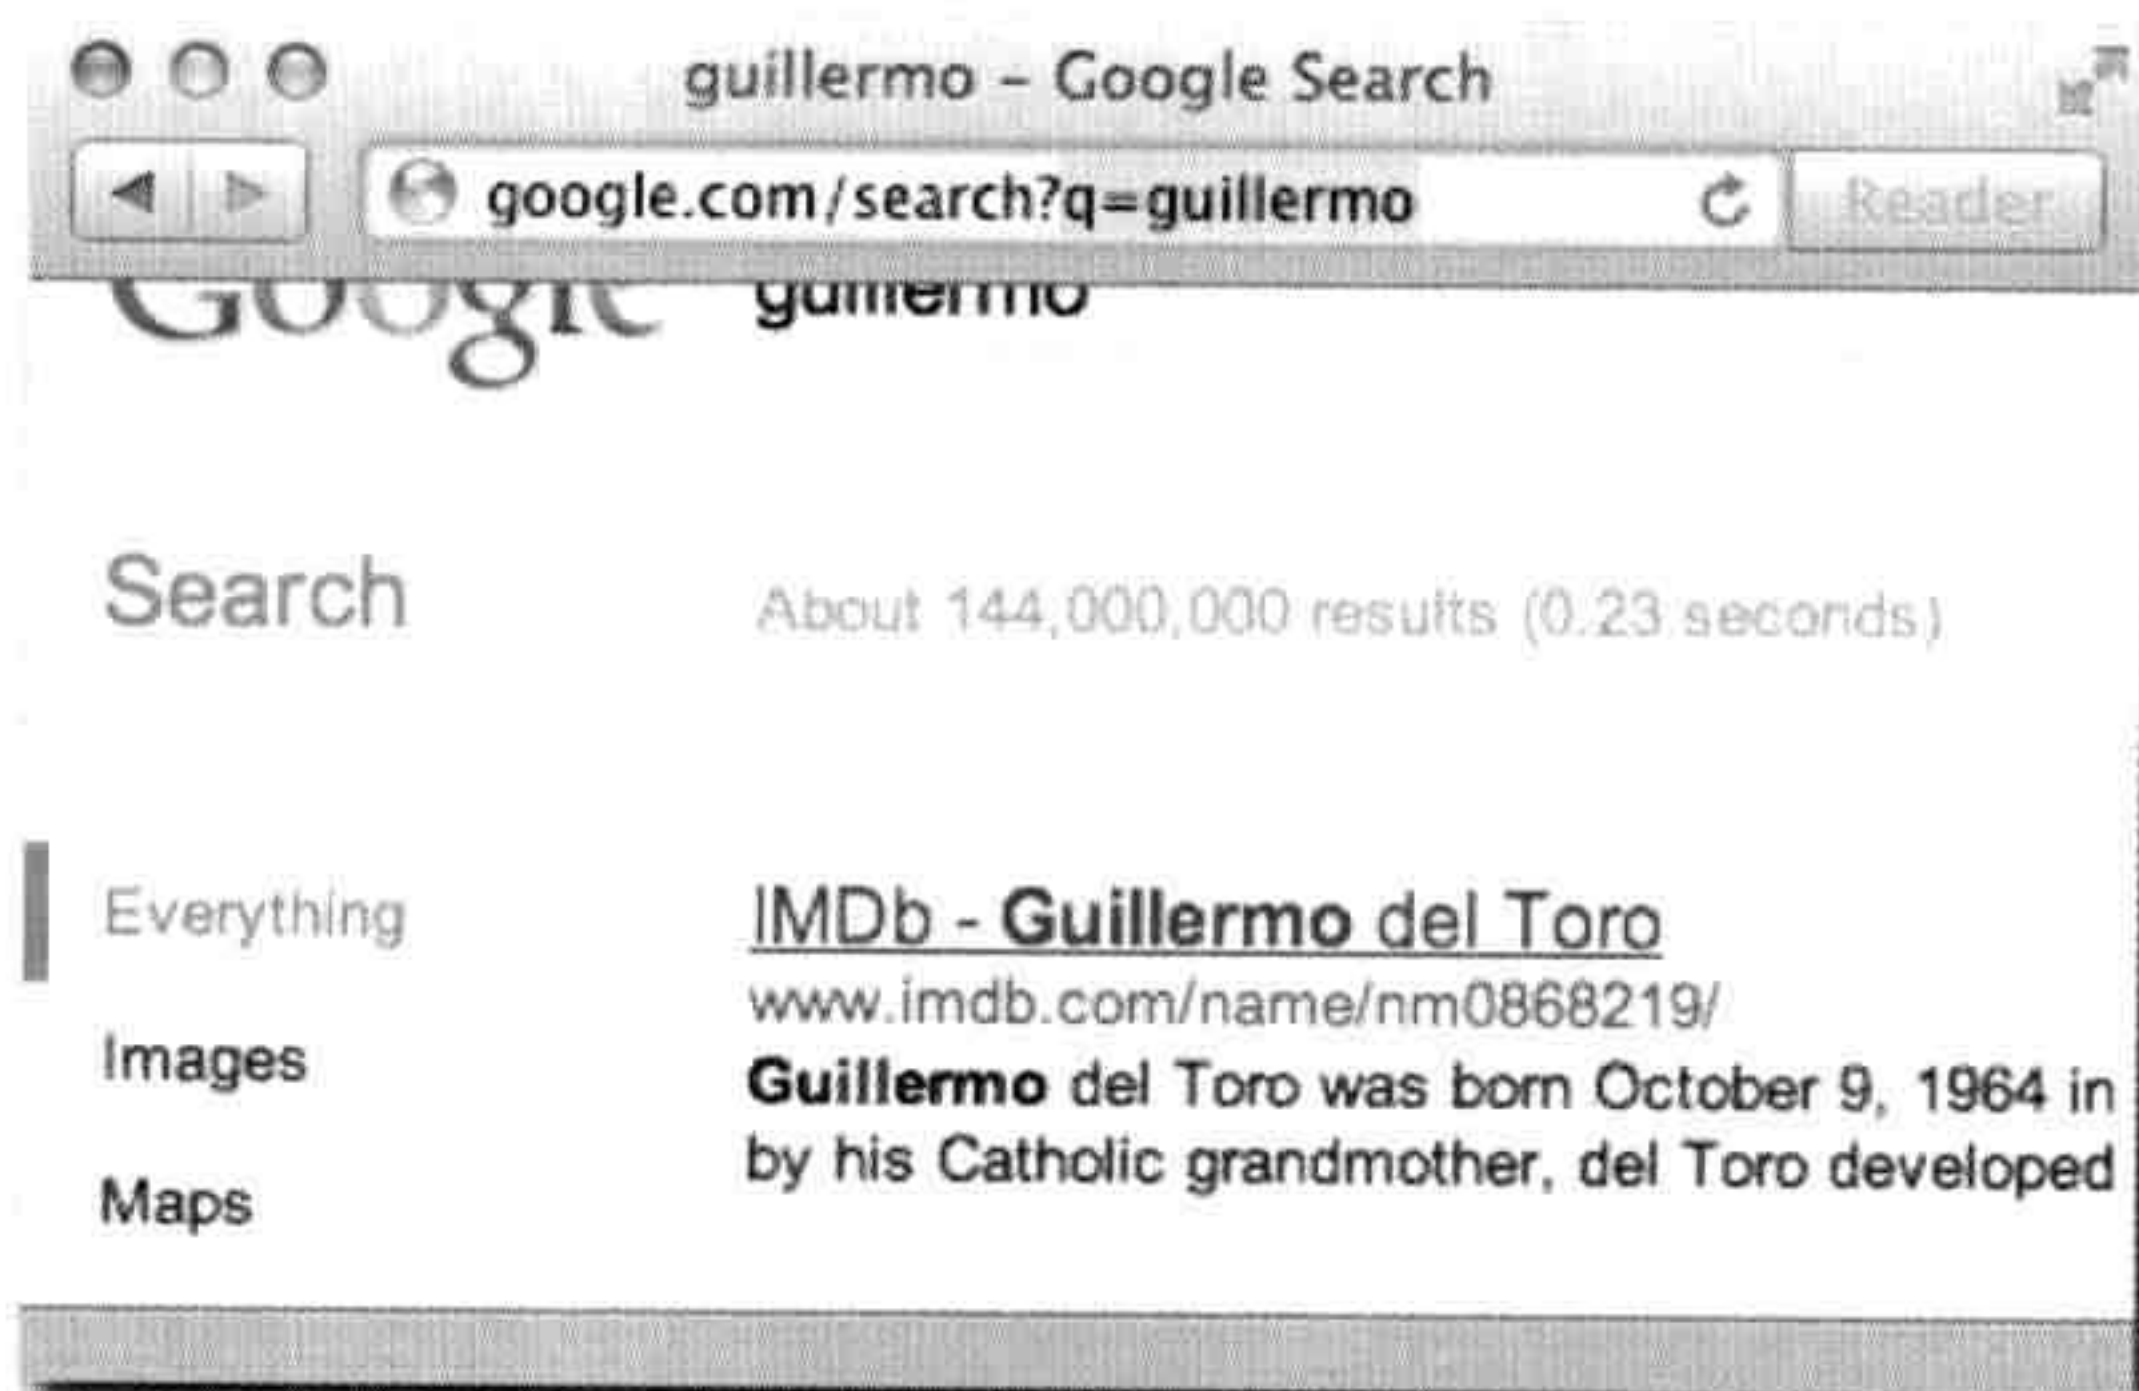 guillermo – Google Search
google.com/search?q=guillermo
Reader
Google guillermo
Search
About 144,000,000 results (0.23 seconds)
Everything
Images
Maps
IMDb - Guillermo del Toro
www.imdb.com/name/nm0868219/
Guillermo del Toro was born October 9, 1964 in
by his Catholic grandmother, del Toro developed